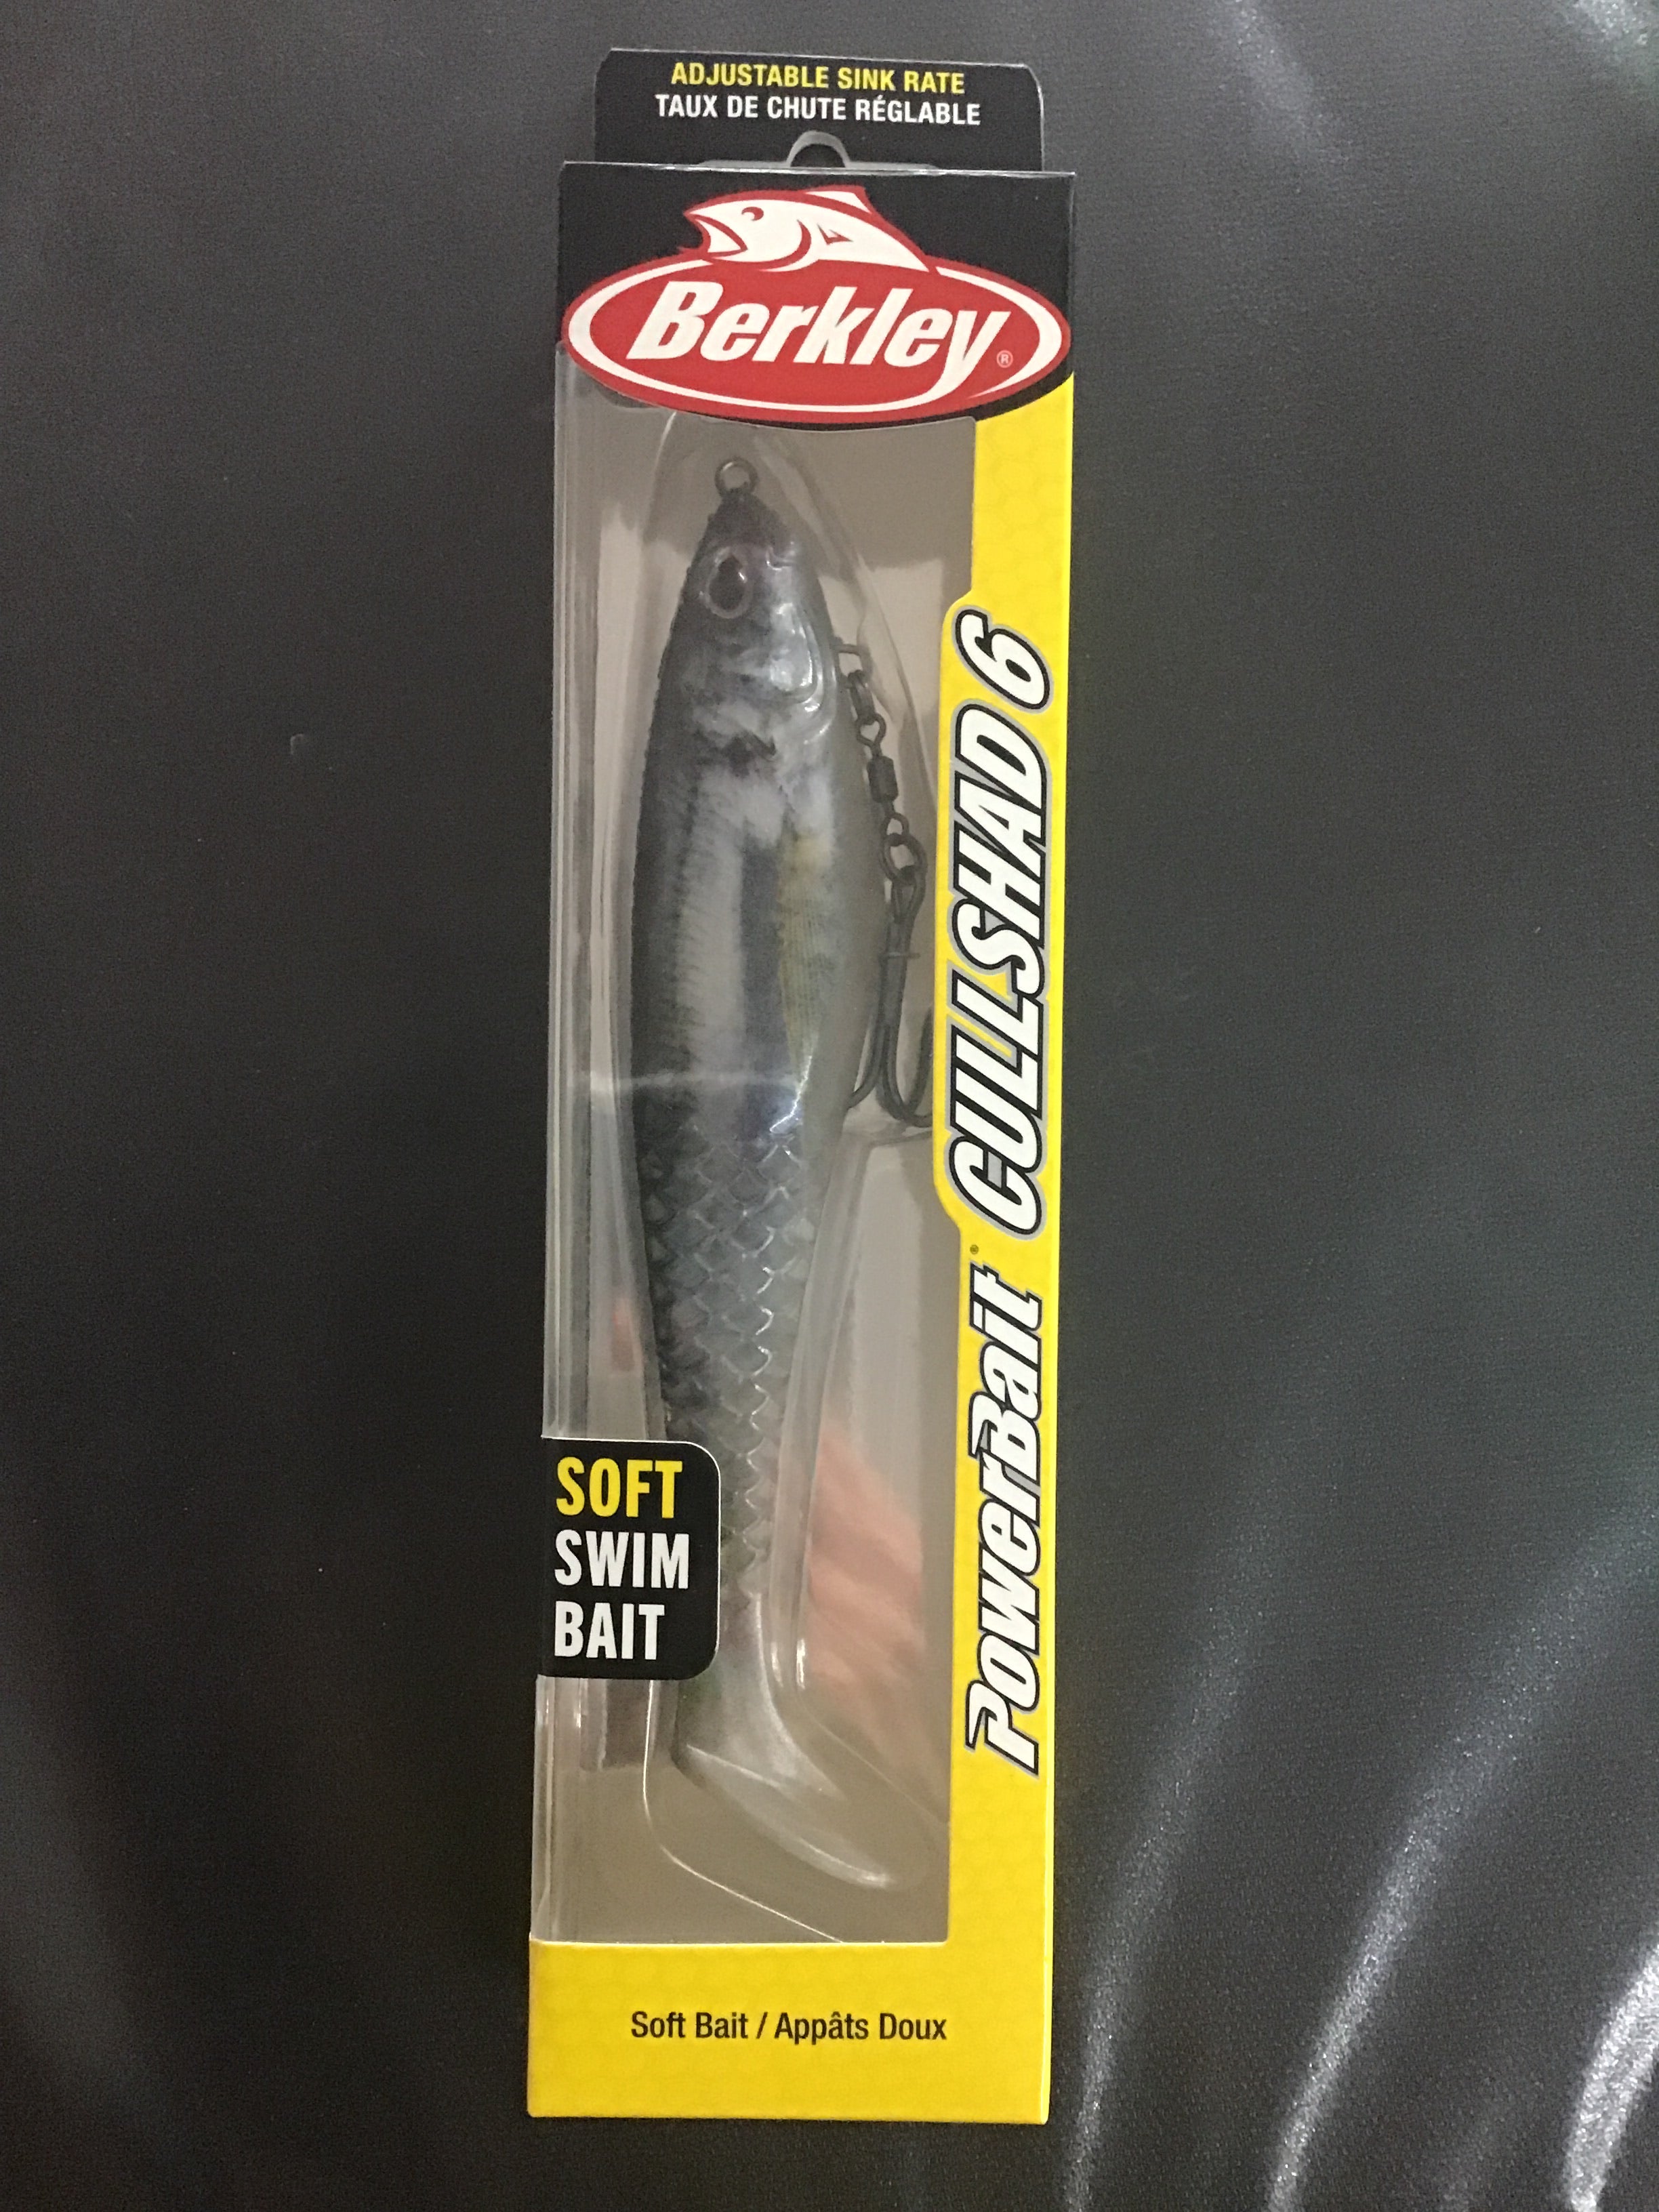 ADJUSTABLE SINK RATE
TAUX DE CHUTE RÉGLABLE
Berkley®
PowerBait® CULLSHAD 6
SOFT
SWIM
BAIT
Soft Bait / Appâts Doux